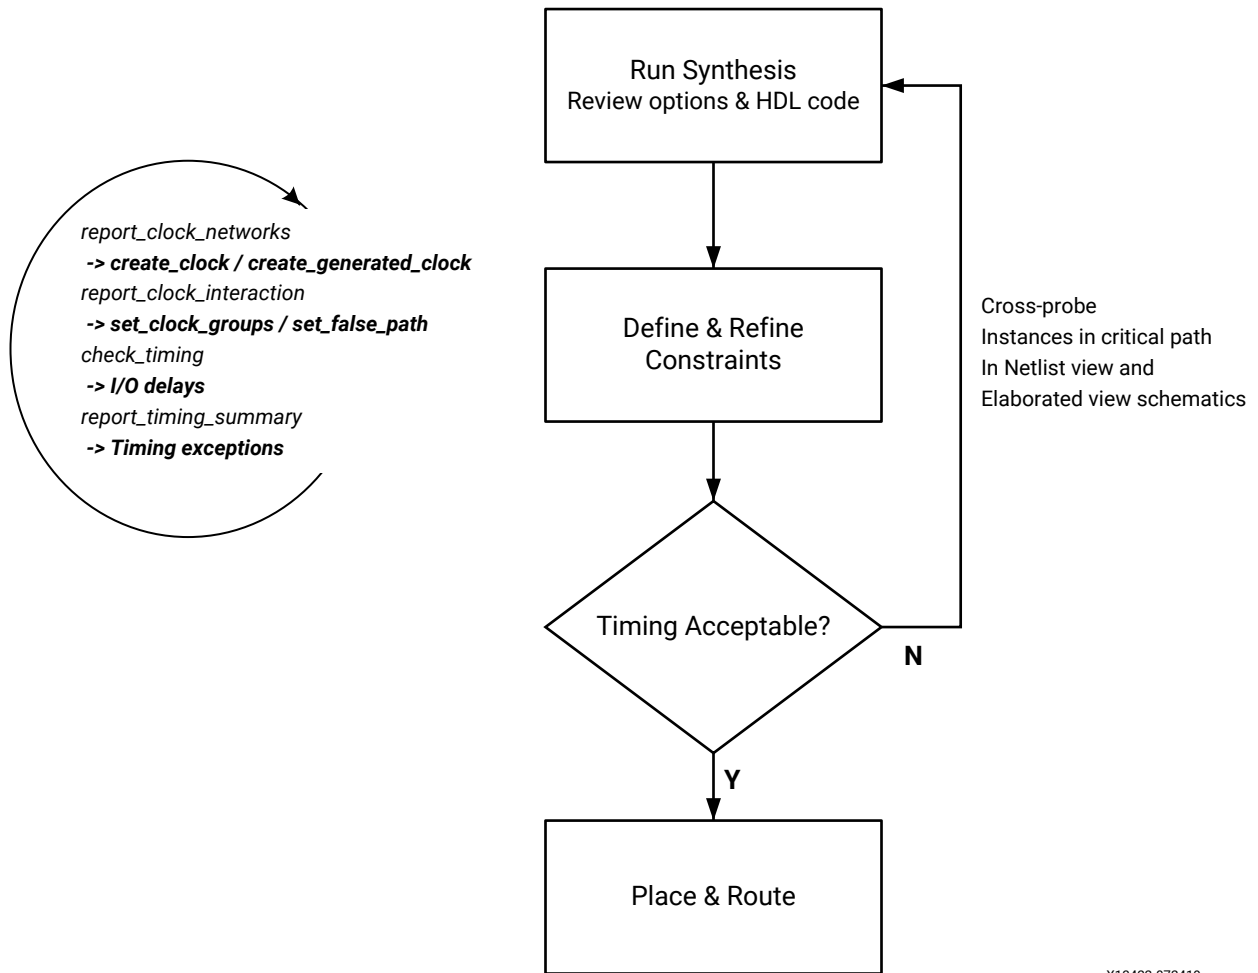 Run Synthesis
Review options & HDL code
report_clock_networks
-> create_clock / create_generated_clock
report_clock_interaction
-> set_clock_groups / set_false_path
check_timing
-> I/O delays
report_timing_summary
-> Timing exceptions
Define & Refine
Constraints
Cross-probe
Instances in critical path
In Netlist view and
Elaborated view schematics
Timing Acceptable?
N
Y
Place & Route